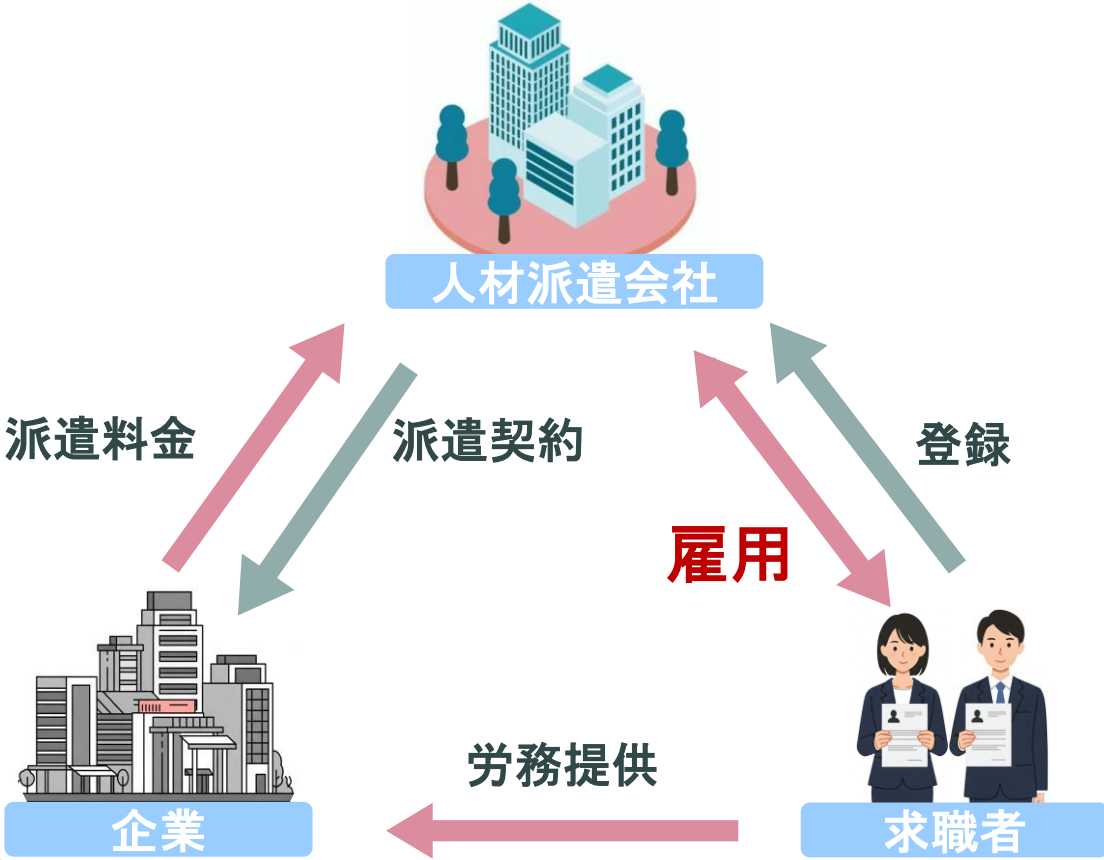 人材派遣会社
派遣料金
派遣契約
登録
雇用
労務提供
企業
求職者